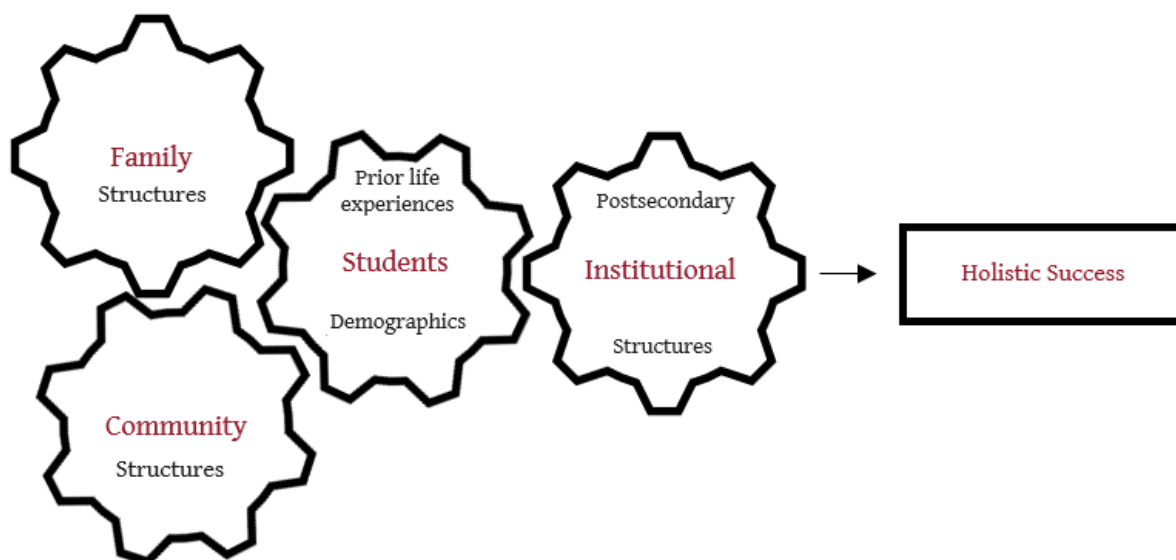 Family
Structures
Prior life
experiences
Students
Demographics
Community
Structures
Postsecondary
Institutional
Structures
Holistic Success